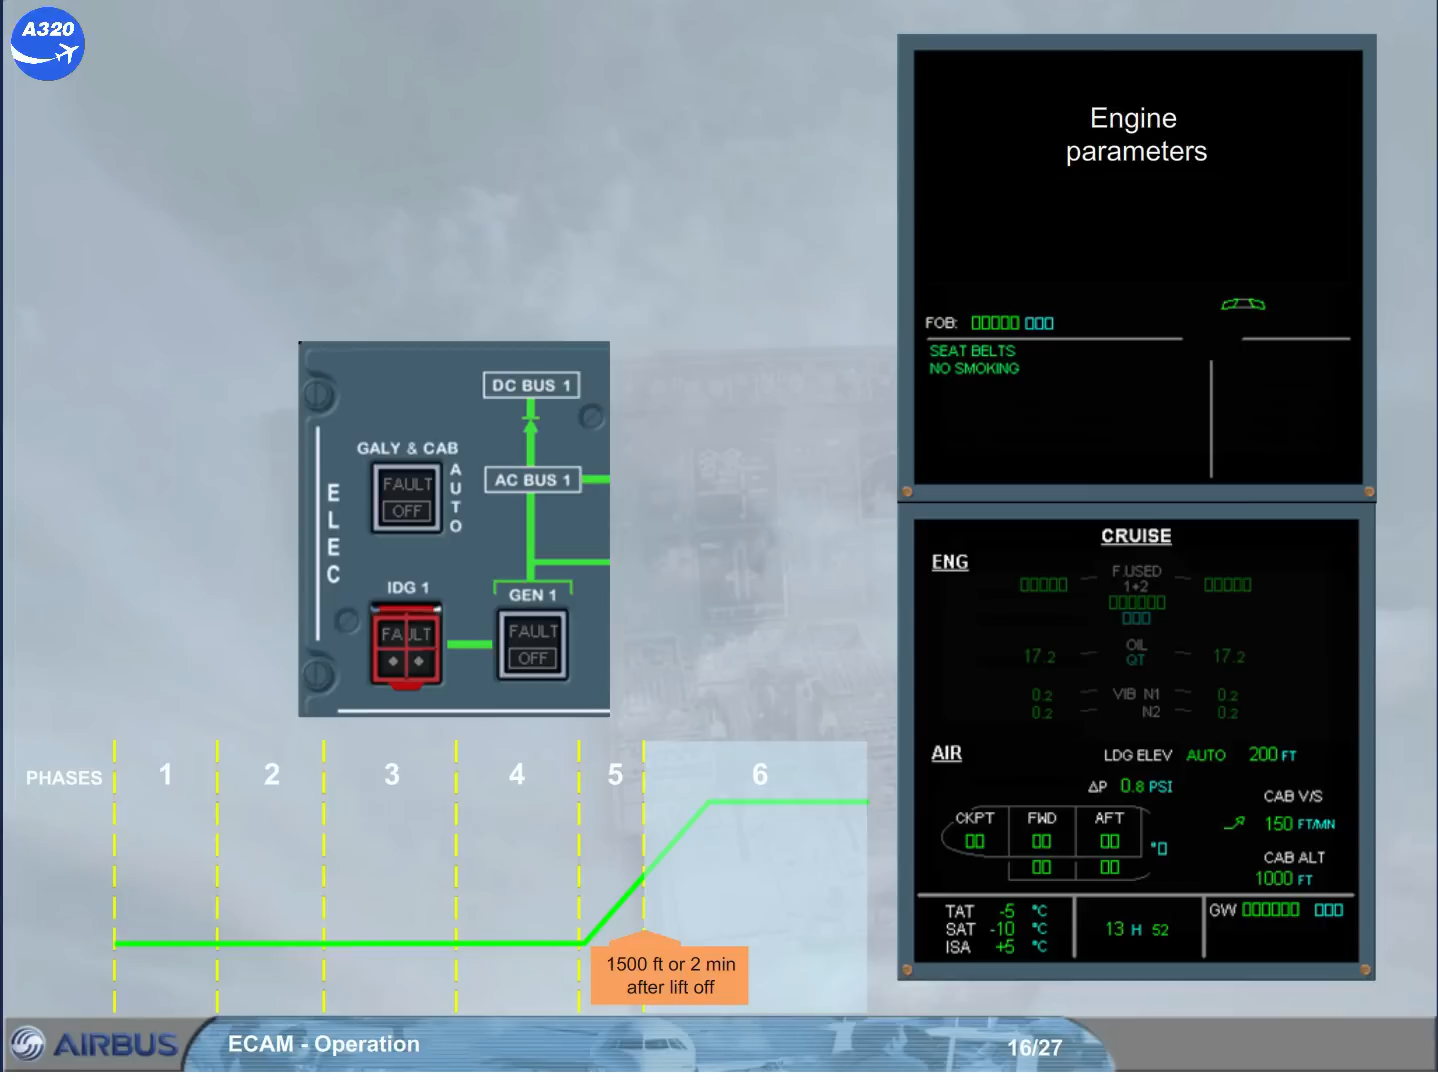 A320
Engine
parameters
FOB:
SEAT BELTS
NO SMOKING
DC BUS 1
GALY & CAB
AUTO
FAULT
OFF
AC BUS 1
ELEC
IDG 1
FAULT
GEN 1
FAULT
OFF
CRUISE
ENG
F.USED
1+2
OIL
17.2 QT 17.2
0.2 VIB N1 0.2
0.2 N2 0.2
AIR
LDG ELEV AUTO 200 FT
ΔP 0.8 PSI
CAB V/S
CKPT FWD AFT
150 FT/MN
CAB ALT
1000 FT
TAT -5 °C
SAT -10 °C
ISA +5 °C
13 H 52
GW
PHASES 1 2 3 4 5 6
1500 ft or 2 min
after lift off
AIRBUS
ECAM - Operation
16/27